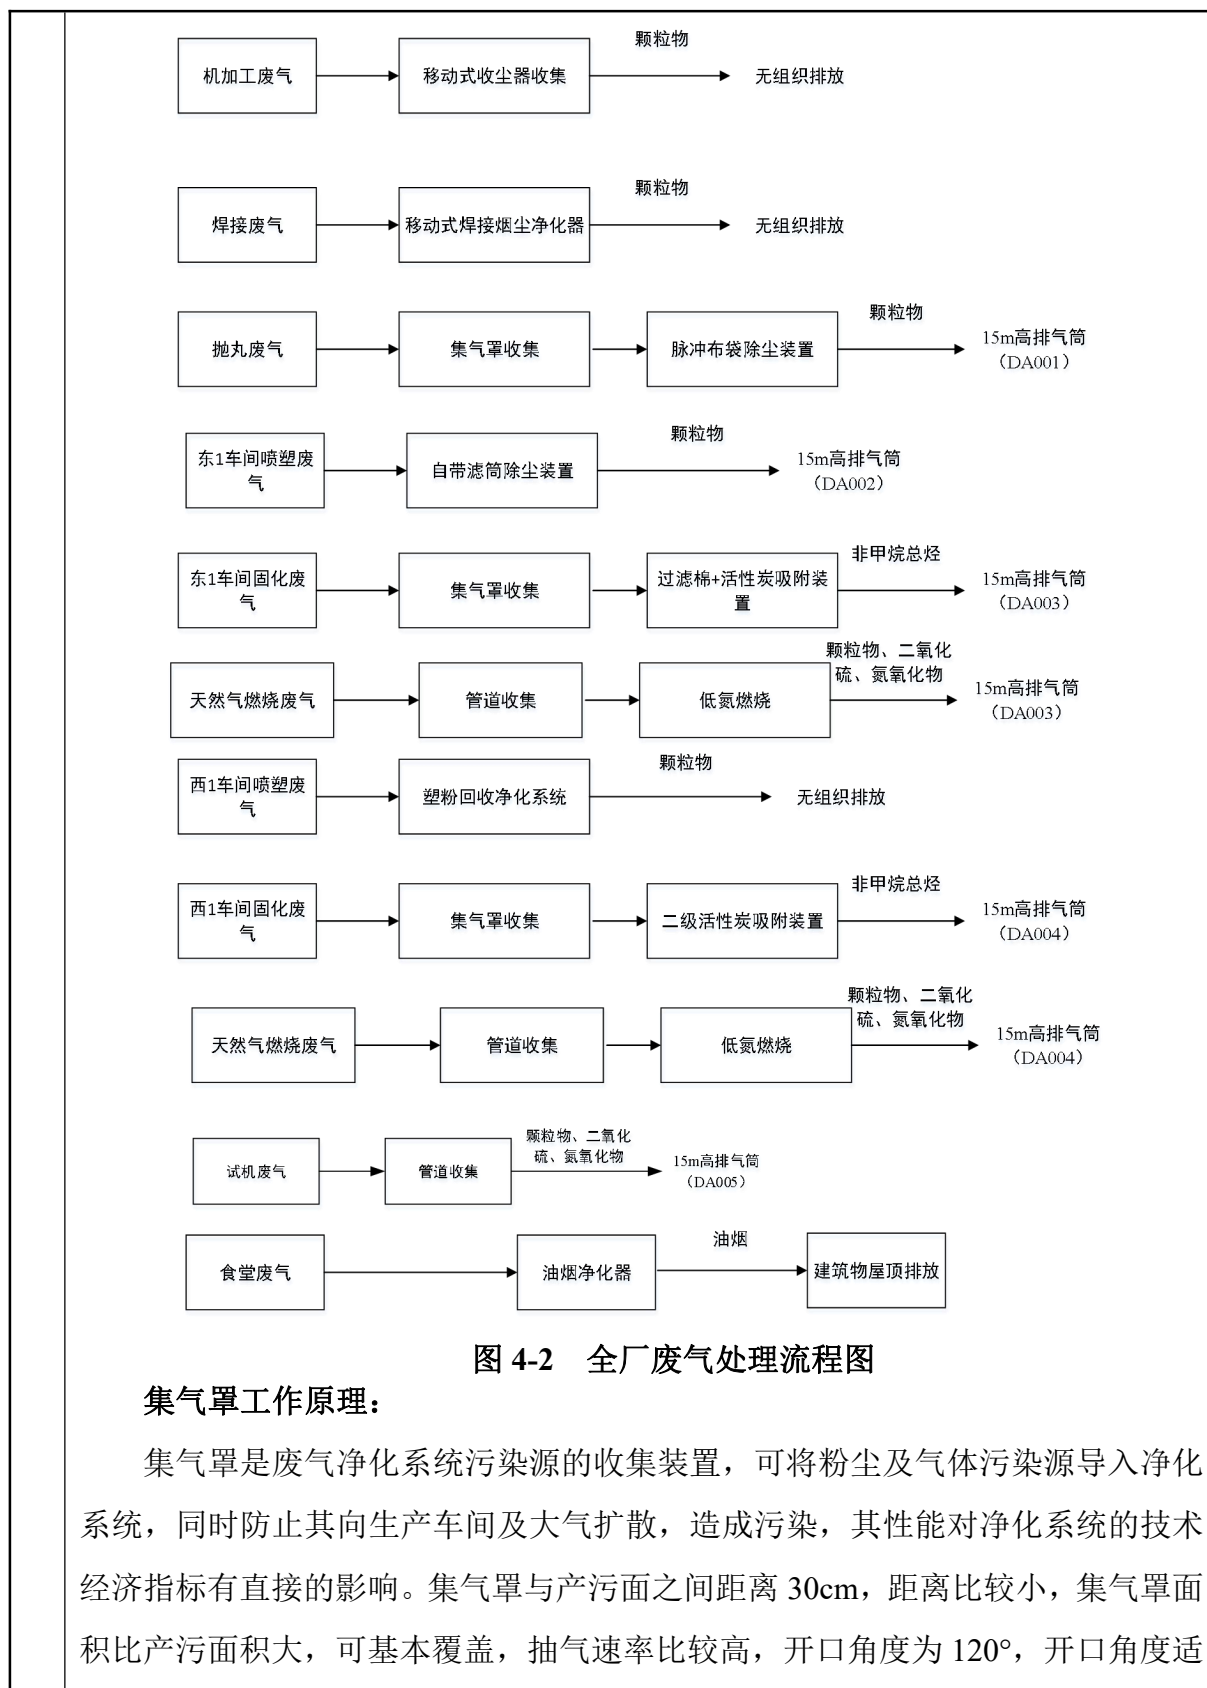 颗粒物
机加工废气
移动式收尘器收集
无组织排放
颗粒物
焊接废气
移动式焊接烟尘净化器
无组织排放
颗粒物
抛丸废气
集气罩收集
脉冲布袋除尘装置
15m高排气筒
（DA001）
颗粒物
东1车间喷塑废
气
自带滤筒除尘装置
15m高排气筒
（DA002）
非甲烷总烃
东1车间固化废
气
集气罩收集
过滤棉+活性炭吸附装
置
15m高排气筒
（DA003）
颗粒物、二氧化
硫、氮氧化物
天然气燃烧废气
管道收集
低氮燃烧
15m高排气筒
（DA003）
颗粒物
西1车间喷塑废
气
塑粉回收净化系统
无组织排放
非甲烷总烃
西1车间固化废
气
集气罩收集
二级活性炭吸附装置
15m高排气筒
（DA004）
颗粒物、二氧化
硫、氮氧化物
天然气燃烧废气
管道收集
低氮燃烧
15m高排气筒
（DA004）
颗粒物、二氧化
硫、氮氧化物
试机废气
管道收集
15m高排气筒
（DA005）
油烟
食堂废气
油烟净化器
建筑物屋顶排放
图 4-2 全厂废气处理流程图
集气罩工作原理：
集气罩是废气净化系统污染源的收集装置，可将粉尘及气体污染源导入净化
系统，同时防止其向生产车间及大气扩散，造成污染，其性能对净化系统的技术
经济指标有直接的影响。集气罩与产污面之间距离 30cm，距离比较小，集气罩面
积比产污面积大，可基本覆盖，抽气速率比较高，开口角度为 120°，开口角度适